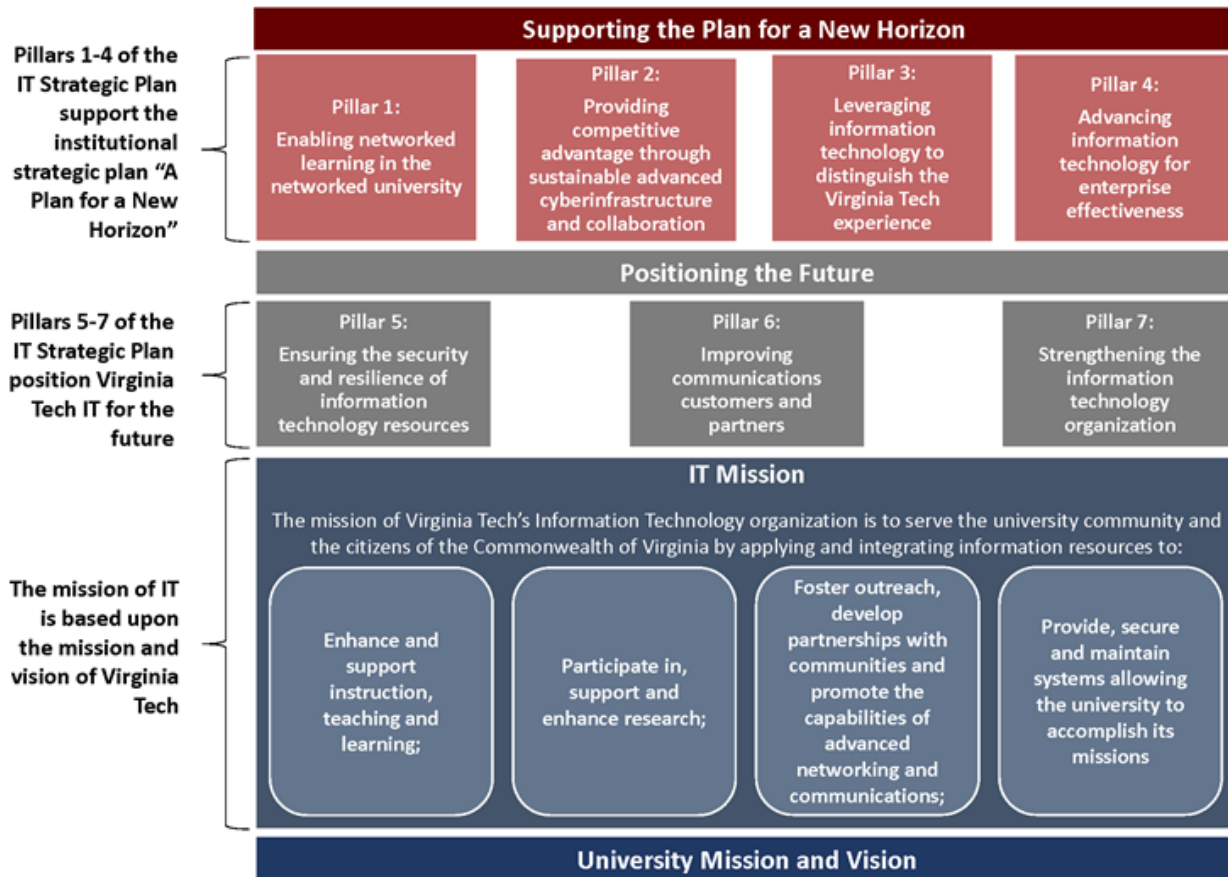 Supporting the Plan for a New Horizon
Pillars 1-4 of the
IT Strategic Plan
support the
institutional
strategic plan “A
Plan for a New
Horizon”
Pillar 1:
Enabling networked
learning in the
networked university
Pillar 2:
Providing
competitive
advantage through
sustainable advanced
cyberinfrastructure
and collaboration
Pillar 3:
Leveraging
information
technology to
distinguish the
Virginia Tech
experience
Pillar 4:
Advancing
information
technology for
enterprise
effectiveness
Positioning the Future
Pillars 5-7 of the
IT Strategic Plan
position Virginia
Tech IT for the
future
Pillar 5:
Ensuring the security
and resilience of
information
technology resources
Pillar 6:
Improving
communications
customers and
partners
Pillar 7:
Strengthening the
information
technology
organization
IT Mission
The mission of Virginia Tech’s Information Technology organization is to serve the university community and
the citizens of the Commonwealth of Virginia by applying and integrating information resources to:
The mission of IT
is based upon
the mission and
vision of Virginia
Tech
Enhance and
support
instruction,
teaching and
learning;
Participate in,
support and
enhance research;
Foster outreach,
develop
partnerships with
communities and
promote the
capabilities of
advanced
networking and
communications;
Provide, secure
and maintain
systems allowing
the university to
accomplish its
missions
University Mission and Vision